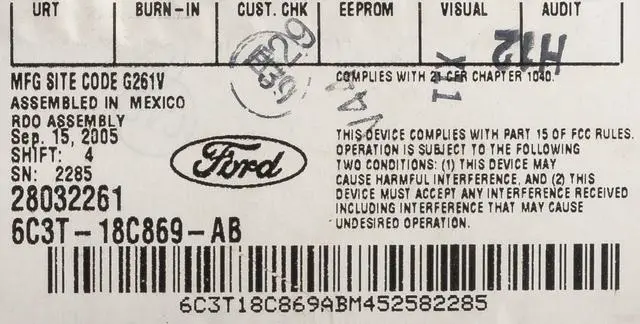 URT BURN-IN CUST. CHK EEPROM VISUAL AUDIT
MFG SITE CODE G261V
ASSEMBLED IN MEXICO
RDO ASSEMBLY
Sep. 15, 2005
SHIFT: 4
SN: 2285
28032261
6C3T-18C869-AB
Ford
COMPLIES WITH 21 CFR CHAPTER 1040.
H12
THIS DEVICE COMPLIES WITH PART 15 OF FCC RULES.
OPERATION IS SUBJECT TO THE FOLLOWING
TWO CONDITIONS: (1) THIS DEVICE MAY
CAUSE HARMFUL INTERFERENCE, AND (2) THIS
DEVICE MUST ACCEPT ANY INTERFERENCE RECEIVED
INCLUDING INTERFERENCE THAT MAY CAUSE
UNDESIRED OPERATION.
6C3T18C869ABM452582285